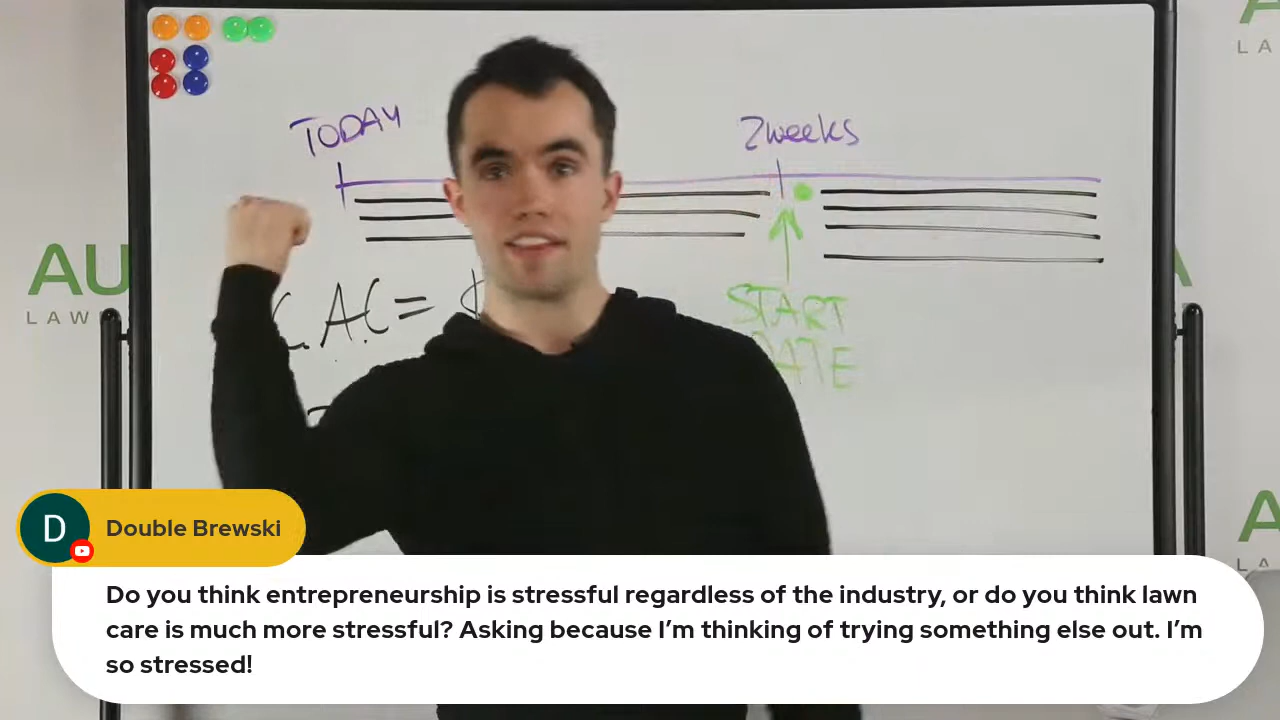 TODAY
2weeks
C.A.C = $
START
DATE
AU
LAW
A
LA
A
LA
Double Brewski
Do you think entrepreneurship is stressful regardless of the industry, or do you think lawn
care is much more stressful? Asking because I’m thinking of trying something else out. I’m
so stressed!